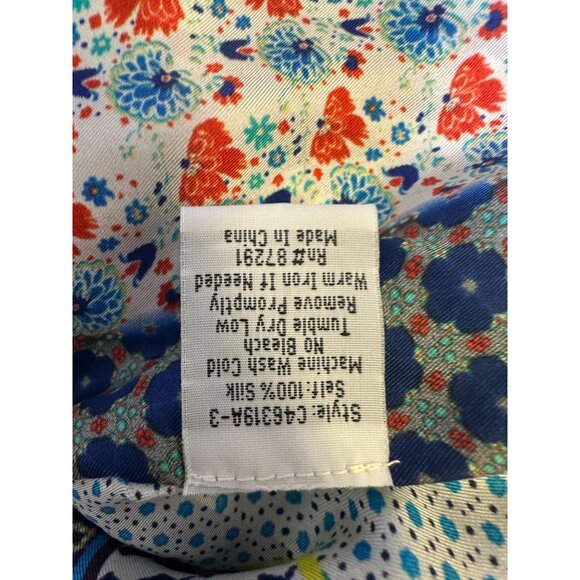 Style: C46319A-3
Self:100% Silk
Machine Wash Cold
No Bleach
Tumble Dry Low
Remove Promptly
Warm Iron If Needed
Rn# 87291
Made In China